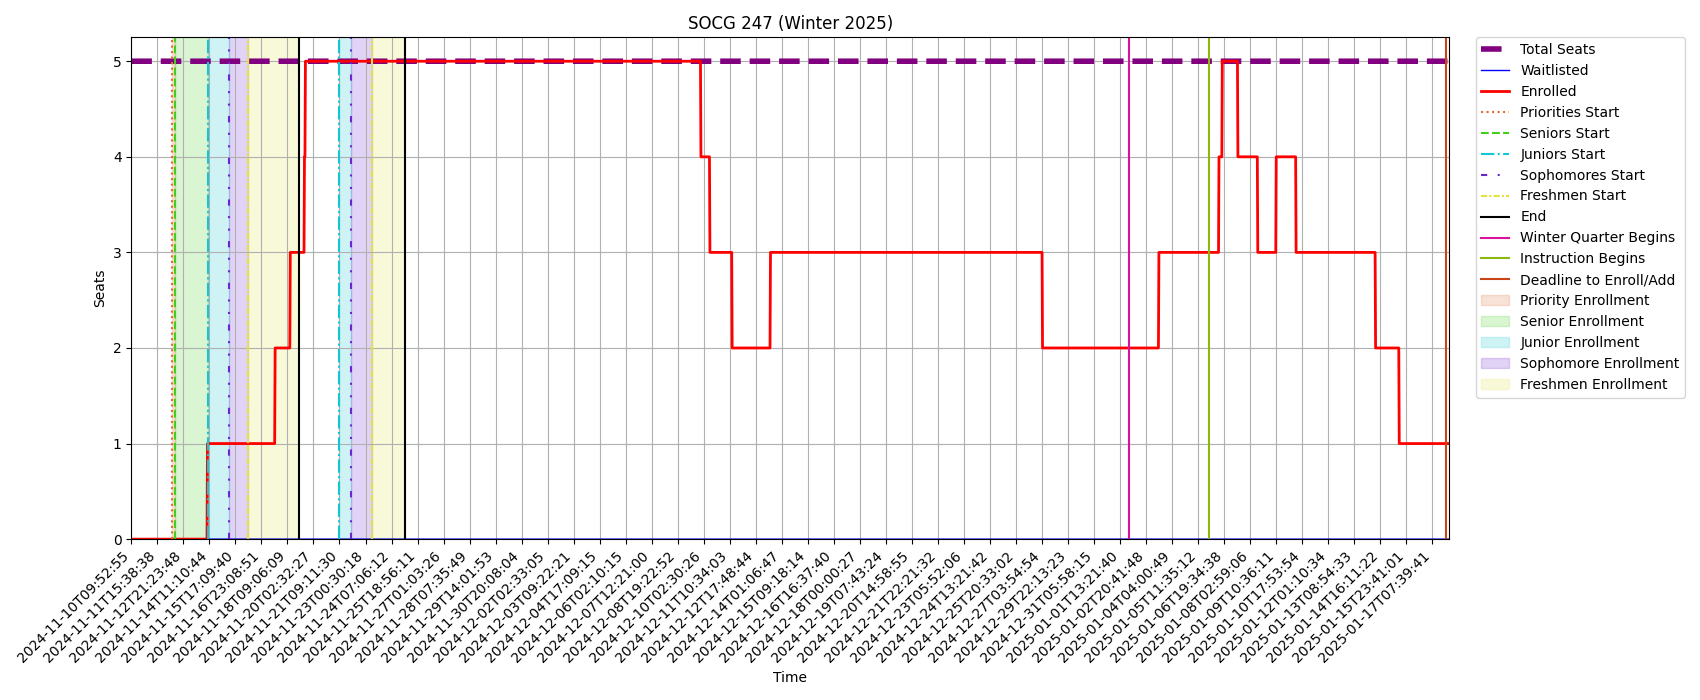 SOCG 247 (Winter 2025)
5
4
3
2
1
0
Seats
2024-11-10T09:52:55
2024-11-11T15:38:38
2024-11-12T21:23:48
2024-11-14T11:10:44
2024-11-15T17:09:40
2024-11-16T23:08:51
2024-11-18T09:06:09
2024-11-20T02:32:27
2024-11-21T09:11:30
2024-11-23T00:30:18
2024-11-24T07:06:12
2024-11-25T18:56:11
2024-11-27T01:03:26
2024-11-28T07:35:49
2024-11-29T14:01:53
2024-11-30T20:08:04
2024-12-02T02:33:05
2024-12-03T09:22:21
2024-12-04T17:09:15
2024-12-06T02:10:15
2024-12-07T12:21:00
2024-12-08T19:22:52
2024-12-10T02:30:26
2024-12-11T10:34:03
2024-12-12T17:48:44
2024-12-14T01:06:47
2024-12-15T09:18:14
2024-12-16T16:37:40
2024-12-18T00:00:27
2024-12-19T07:43:24
2024-12-20T14:58:55
2024-12-21T22:21:32
2024-12-23T05:52:06
2024-12-24T13:21:42
2024-12-25T20:33:02
2024-12-27T03:54:54
2024-12-29T22:13:23
2024-12-31T05:58:15
2025-01-01T13:21:40
2025-01-02T20:41:48
2025-01-04T04:00:49
2025-01-05T11:35:12
2025-01-06T19:34:38
2025-01-08T02:59:06
2025-01-09T10:36:11
2025-01-10T17:53:54
2025-01-12T01:10:34
2025-01-13T08:54:33
2025-01-14T16:11:22
2025-01-15T23:41:01
2025-01-17T07:39:41
Time
Total Seats
Waitlisted
Enrolled
Priorities Start
Seniors Start
Juniors Start
Sophomores Start
Freshmen Start
End
Winter Quarter Begins
Instruction Begins
Deadline to Enroll/Add
Priority Enrollment
Senior Enrollment
Junior Enrollment
Sophomore Enrollment
Freshmen Enrollment